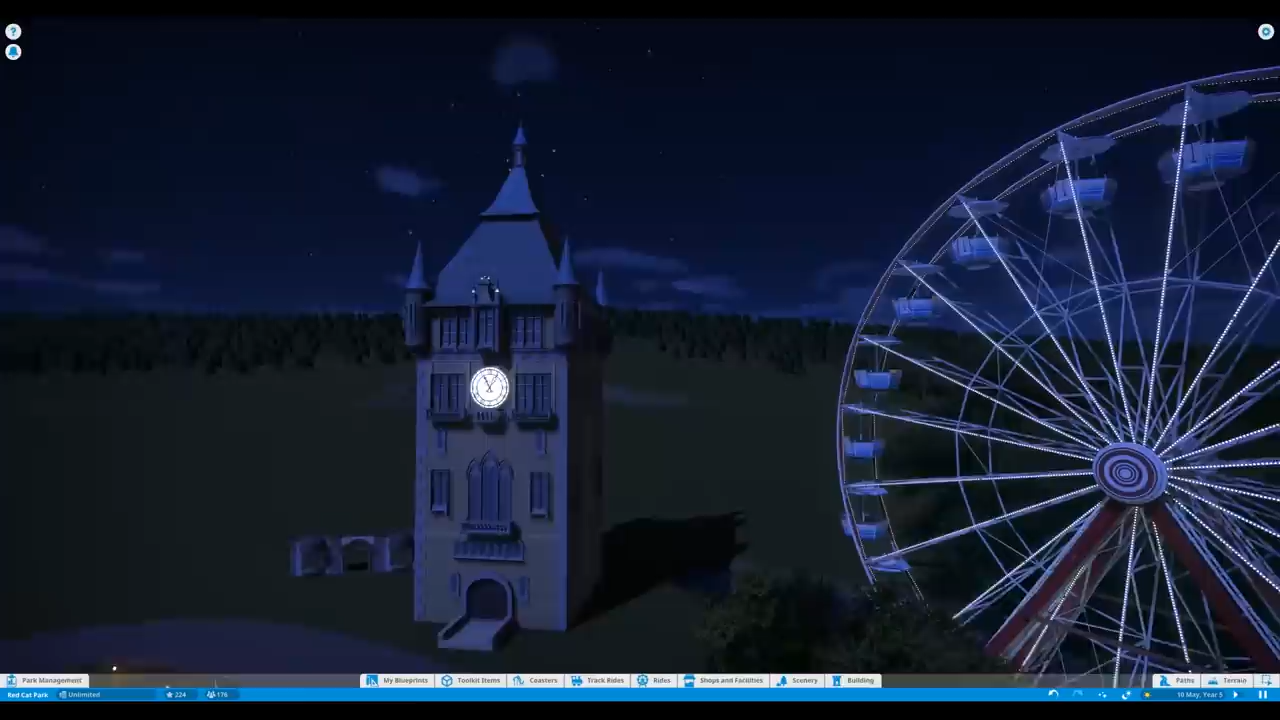 ?
Park Management
My Blueprints
Toolkit Items
Coasters
Track Rides
Rides
Shops and Facilities
Scenery
Building
Paths
Terrain
Red Cat Park
Unlimited
224
176
10 May, Year 5